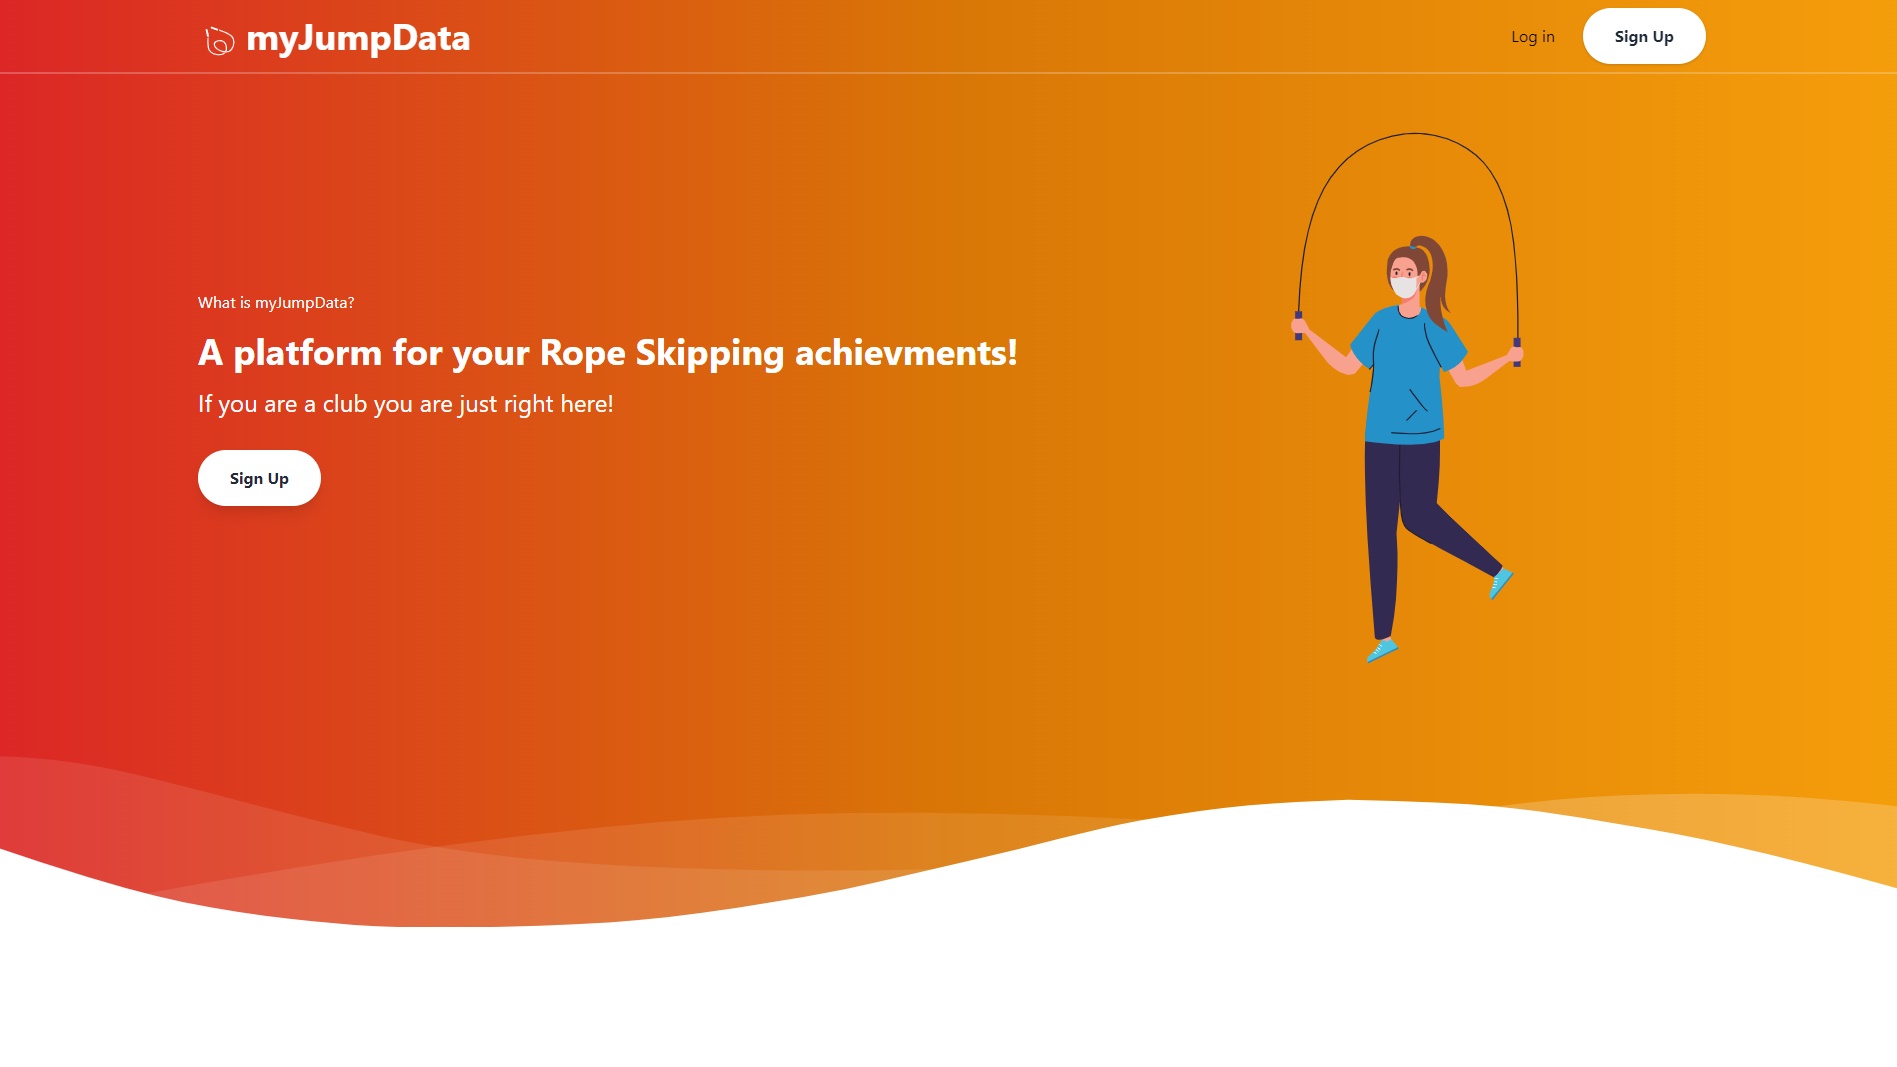 myJumpData
Log in
Sign Up
What is myJumpData?
A platform for your Rope Skipping achievments!
If you are a club you are just right here!
Sign Up